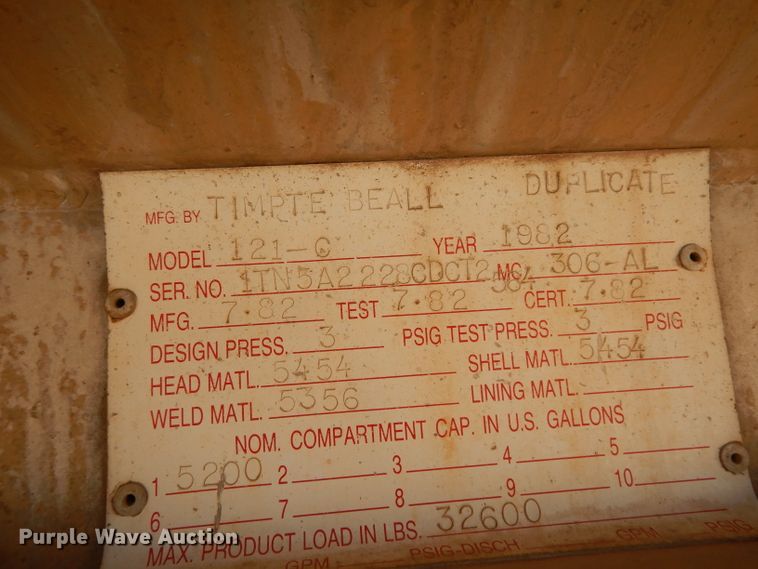 MFG. BY TIMPTE BEALL DUPLICATE
MODEL 121-C YEAR 1982
SER. NO. 1TN5A2228CDCT2564 MC. 306-AL
MFG. 7·82 TEST 7·82 CERT. 7·82
DESIGN PRESS. 3 PSIG TEST PRESS. 3 PSIG
HEAD MATL. 5454 SHELL MATL. 5454
WELD MATL. 5356 LINING MATL.
NOM. COMPARTMENT CAP. IN U.S. GALLONS
1 5200 2 3 4 5
6 7 8 9 10
MAX. PRODUCT LOAD IN LBS. 32600
GPM PSIG-DISCH GPM PSIG
Purple Wave Auction